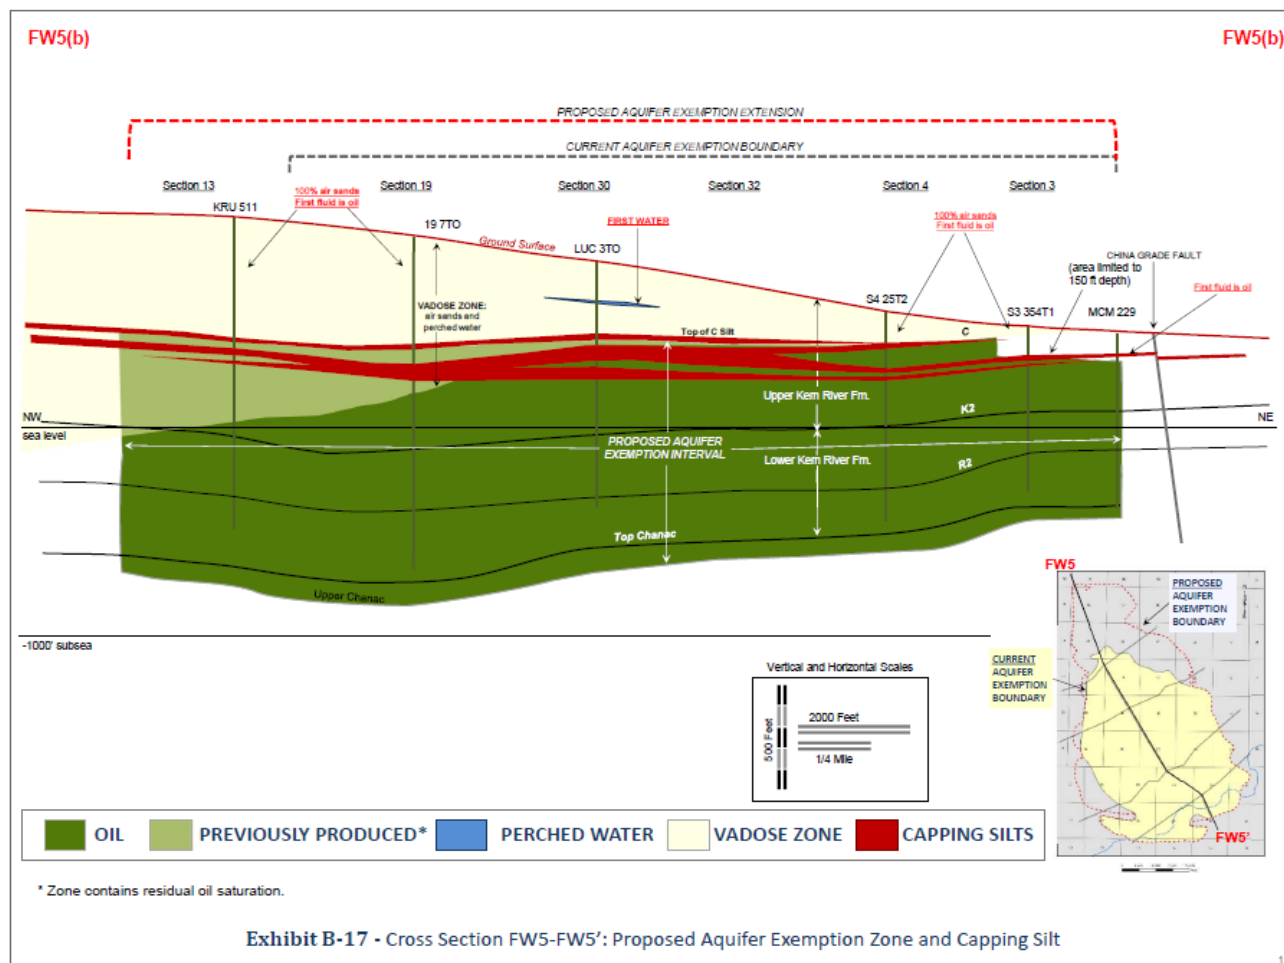 FW5(b)
FW5(b)
PROPOSED AQUIFER EXEMPTION EXTENSION
CURRENT AQUIFER EXEMPTION BOUNDARY
Section 13
Section 19
Section 30
Section 32
Section 4
Section 3
100% air sands
First fluid is oil
KRU 511
19 7TO
Ground Surface
FIRST WATER
LUC 3TO
100% air sands
First fluid is oil
CHINA GRADE FAULT
(area limited to
150 ft depth)
First fluid is oil
S4 25T2
S3 354T1
MCM 229
VADOSE ZONE:
air sands and
perched water
Top of C Silt
C
Upper Kern River Fm.
K2
NW
NE
sea level
PROPOSED AQUIFER
EXEMPTION INTERVAL
Lower Kern River Fm.
R2
Top Chanac
Upper Chanac
-1000' subsea
Vertical and Horizontal Scales
500 Feet
2000 Feet
1/4 Mile
FW5
PROPOSED
AQUIFER
EXEMPTION
BOUNDARY
CURRENT
AQUIFER
EXEMPTION
BOUNDARY
FW5'
OIL
PREVIOUSLY PRODUCED*
PERCHED WATER
VADOSE ZONE
CAPPING SILTS
* Zone contains residual oil saturation.
Exhibit B-17 - Cross Section FW5-FW5': Proposed Aquifer Exemption Zone and Capping Silt